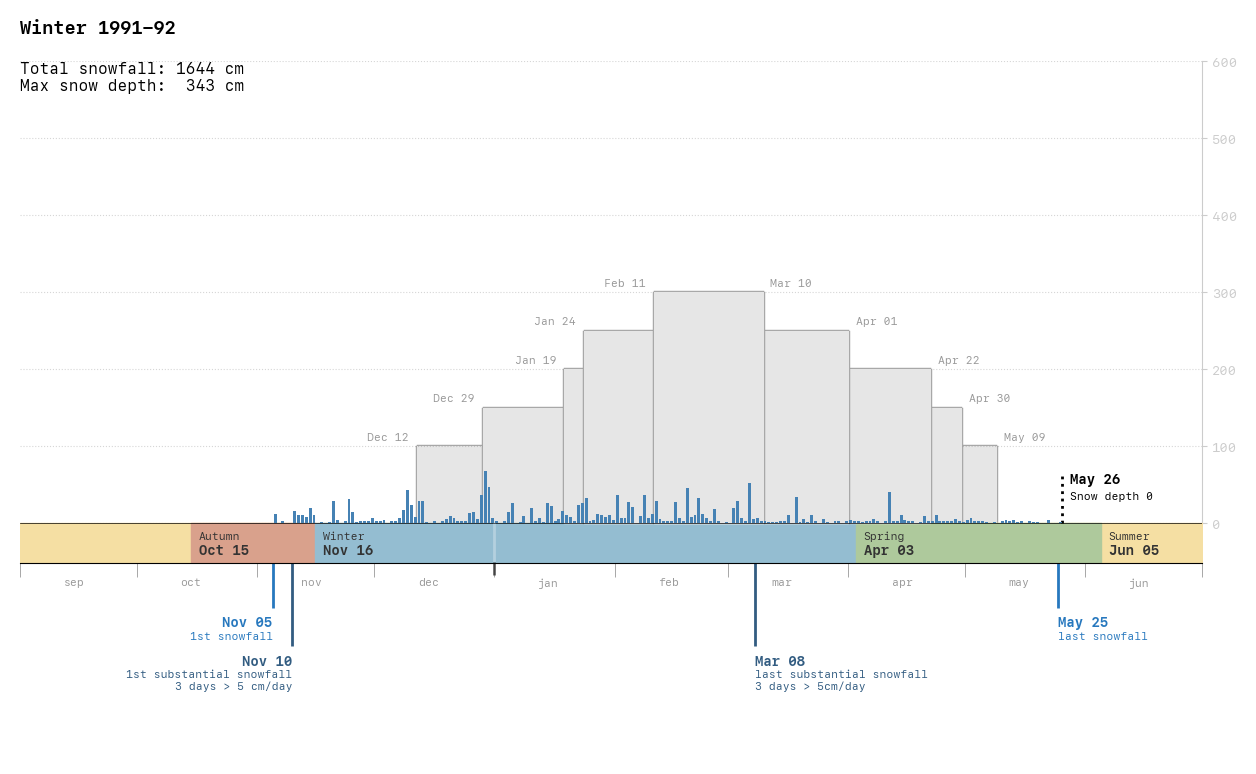 Winter 1991–92
Total snowfall: 1644 cm
Max snow depth: 343 cm
600
500
400
300
200
100
0
Feb 11
Mar 10
Jan 24
Apr 01
Jan 19
Apr 22
Dec 29
Apr 30
Dec 12
May 09
May 26
Snow depth 0
Autumn
Oct 15
Winter
Nov 16
Spring
Apr 03
Summer
Jun 05
sep oct nov dec jan feb mar apr may jun
Nov 05
1st snowfall
May 25
last snowfall
Nov 10
1st substantial snowfall
3 days > 5 cm/day
Mar 08
last substantial snowfall
3 days > 5cm/day